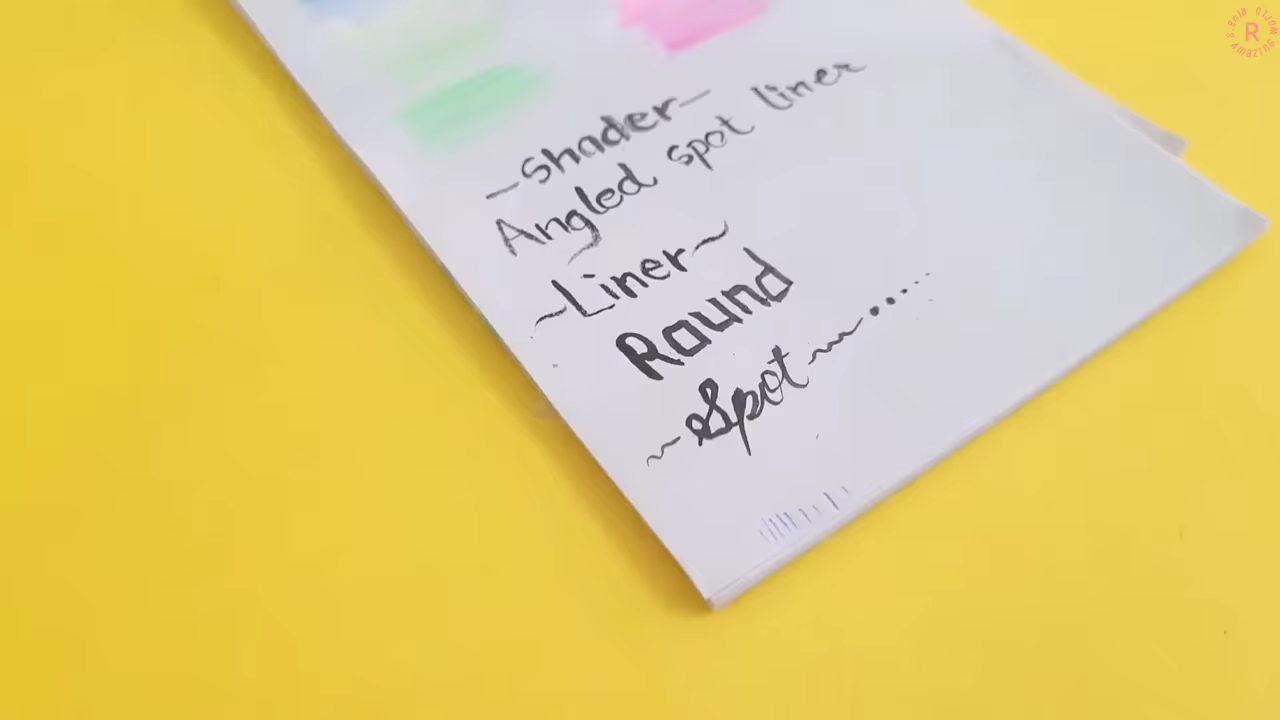 ~Shader~
Angled spot liner
~Liner~
Round
~Spot~....
R